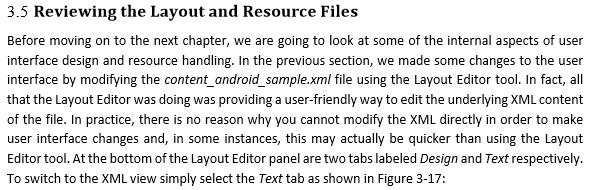 3.5 Reviewing the Layout and Resource Files
Before moving on to the next chapter, we are going to look at some of the internal aspects of user
interface design and resource handling. In the previous section, we made some changes to the user
interface by modifying the content_android_sample.xml file using the Layout Editor tool. In fact, all
that the Layout Editor was doing was providing a user-friendly way to edit the underlying XML content
of the file. In practice, there is no reason why you cannot modify the XML directly in order to make
user interface changes and, in some instances, this may actually be quicker than using the Layout
Editor tool. At the bottom of the Layout Editor panel are two tabs labeled Design and Text respectively.
To switch to the XML view simply select the Text tab as shown in Figure 3-17: